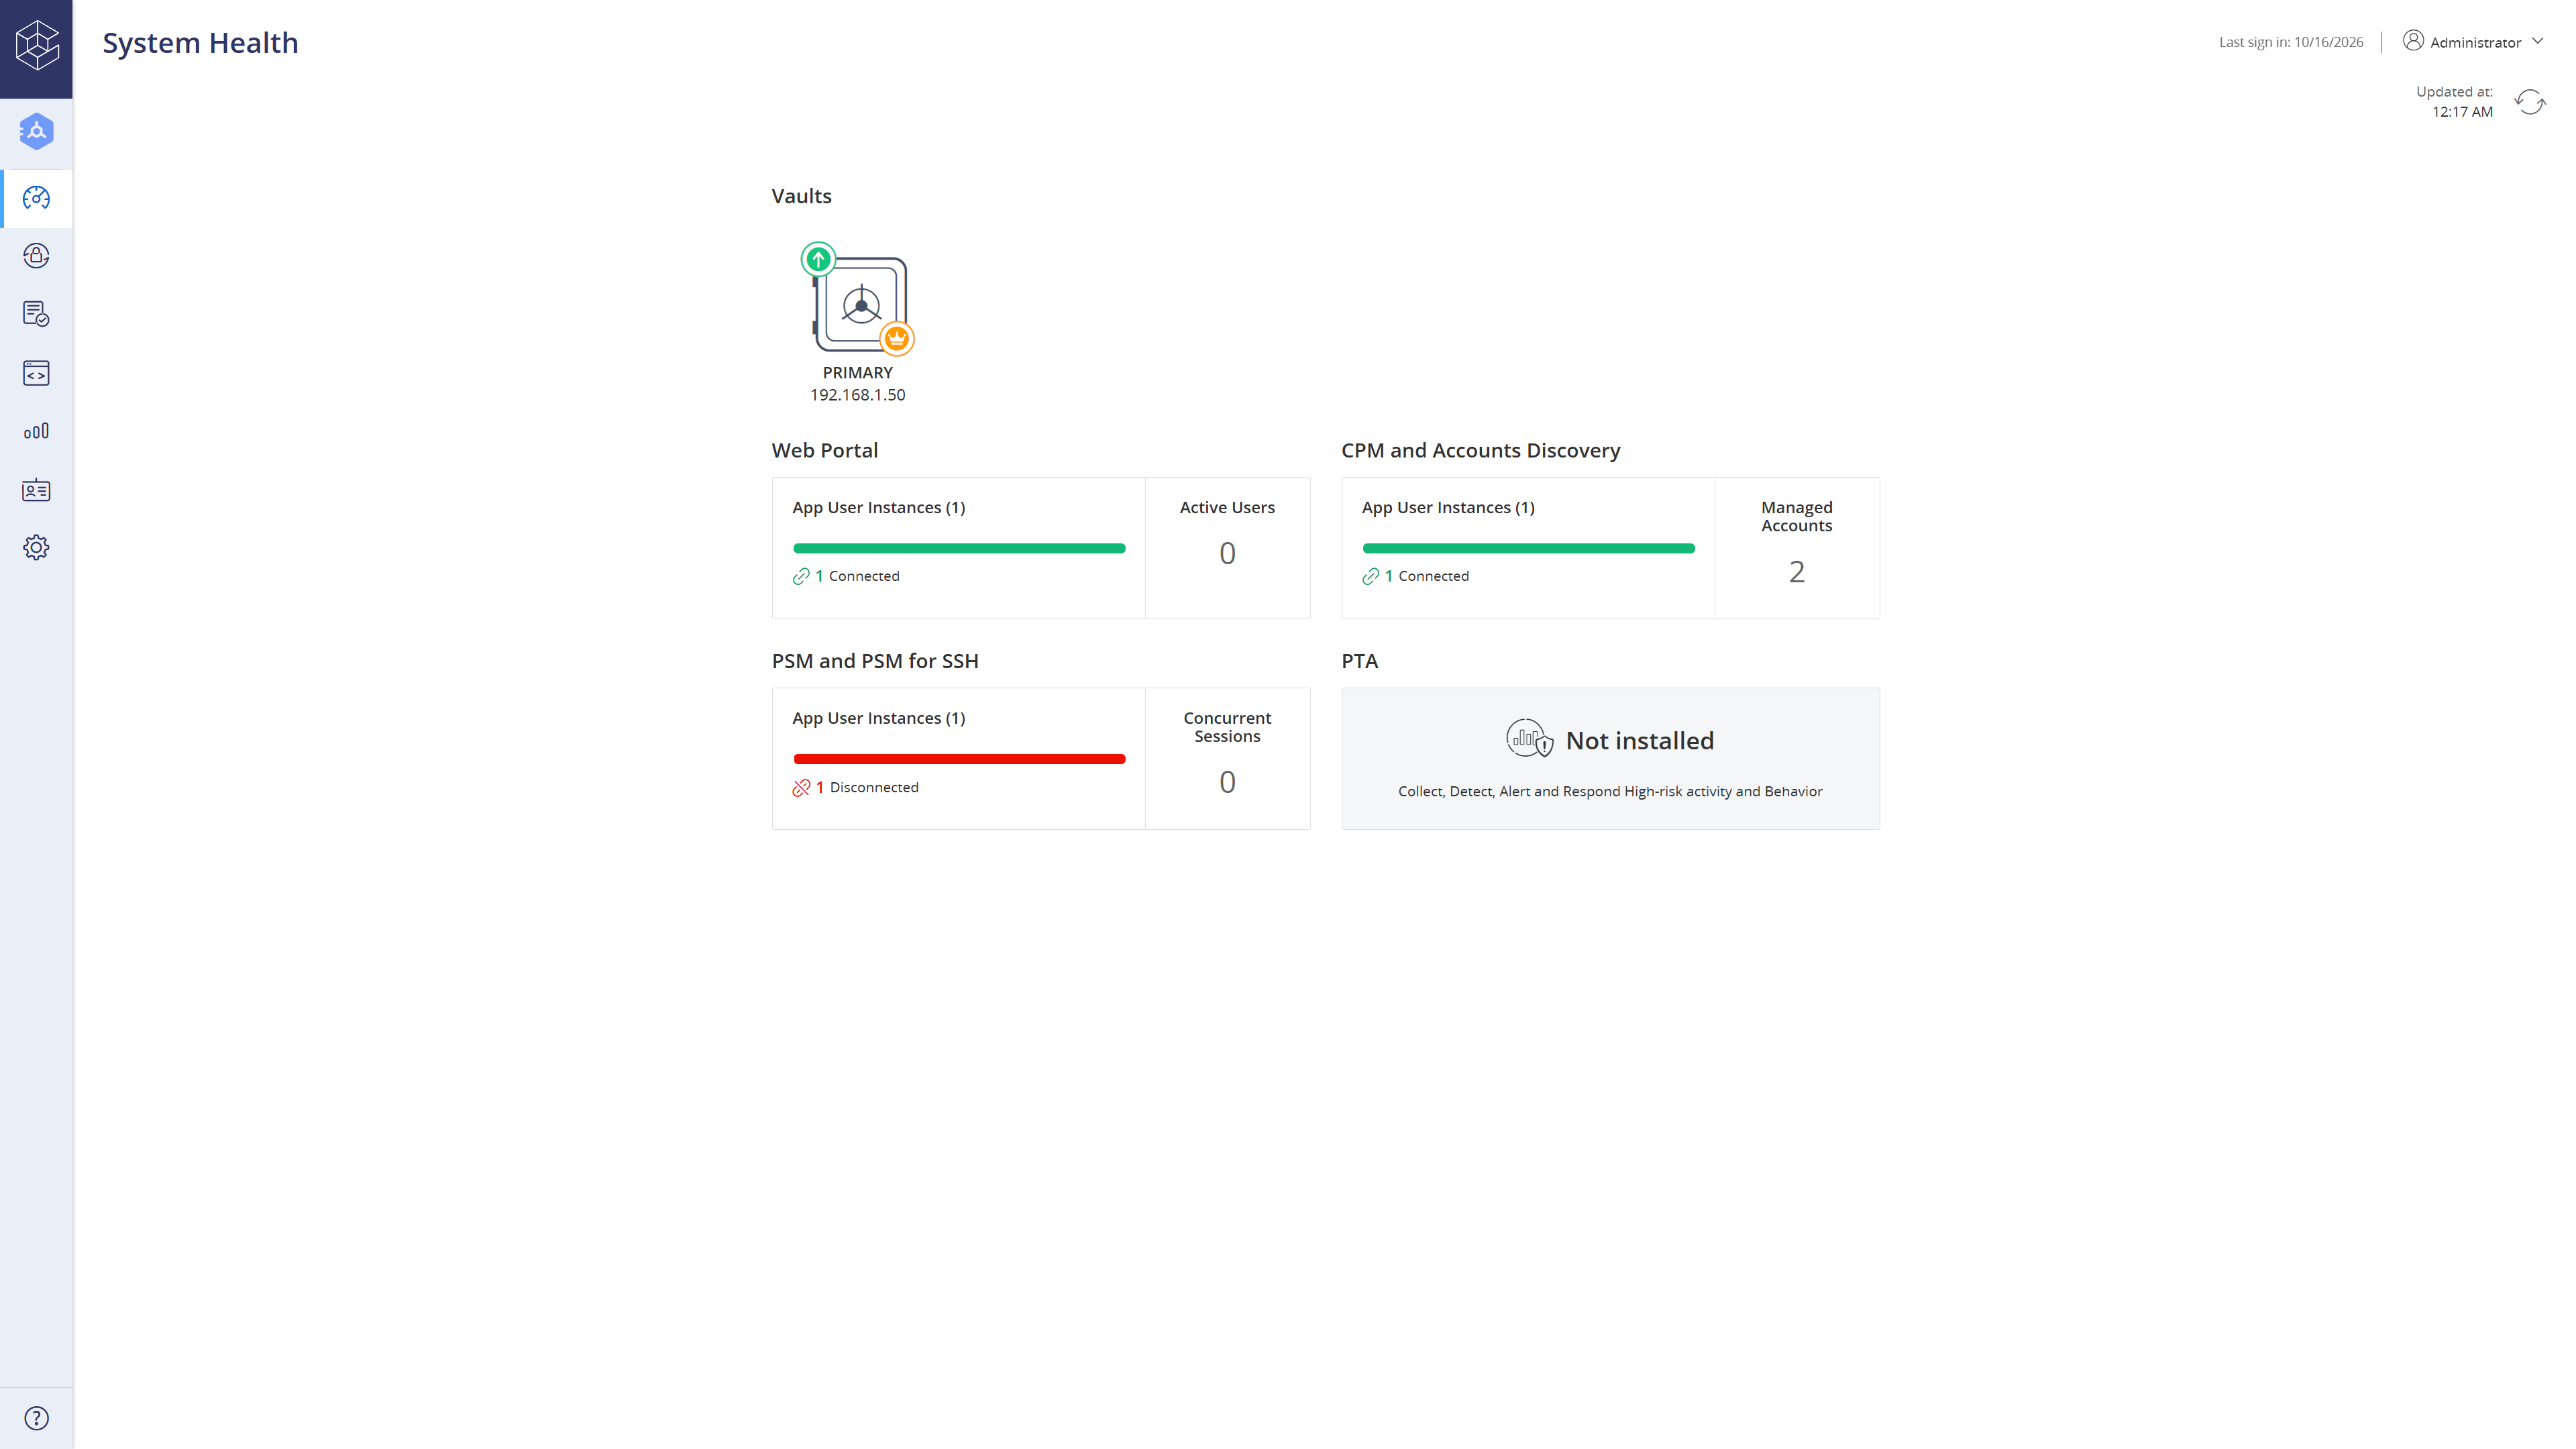 System Health
Last sign in: 10/16/2026
Administrator
Updated at:
12:17 AM
Vaults
PRIMARY
192.168.1.50
Web Portal
App User Instances (1)
1 Connected
Active Users
0
CPM and Accounts Discovery
App User Instances (1)
1 Connected
Managed
Accounts
2
PSM and PSM for SSH
App User Instances (1)
1 Disconnected
Concurrent
Sessions
0
PTA
Not installed
Collect, Detect, Alert and Respond High-risk activity and Behavior